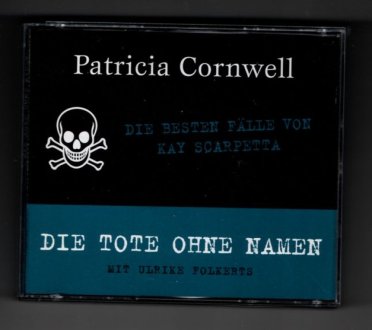 Patricia Cornwell
DIE BESTEN FÄLLE VON
KAY SCARPETTA
DIE TOTE OHNE NAMEN
MIT ULRIKE FOLKERTS